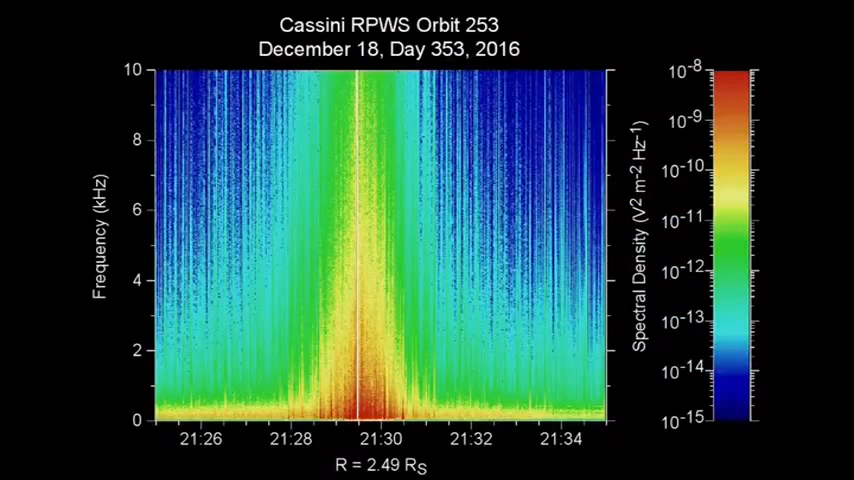 Cassini RPWS Orbit 253
December 18, Day 353, 2016
10
8
6
4
2
0
Frequency (kHz)
21:26 21:28 21:30 21:32 21:34
R = 2.49 R_S
10^-8
10^-9
10^-10
10^-11
10^-12
10^-13
10^-14
10^-15
Spectral Density (V^2 m^-2 Hz^-1)